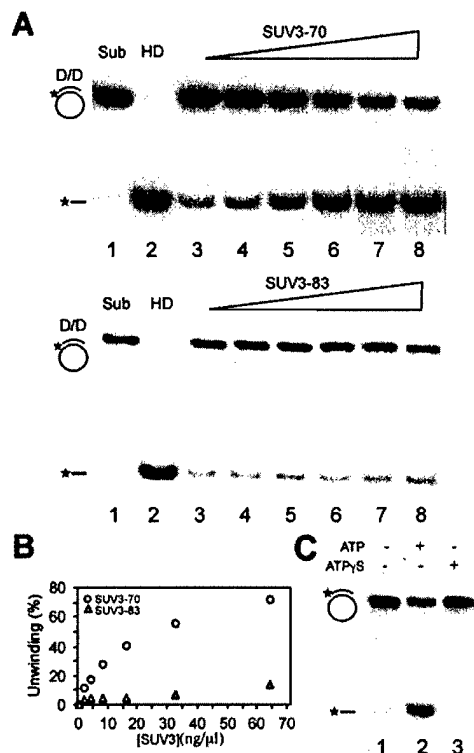 A
Sub HD SUV3-70
D/D
1 2 3 4 5 6 7 8
SUV3-83
Sub HD
D/D
1 2 3 4 5 6 7 8
B
Unwinding (%)
80
60
40
20
0
SUV3-70
SUV3-83
0 10 20 30 40 50 60 70
[SUV3](ng/µl)
C
ATP - + -
ATPγS - - +
1 2 3